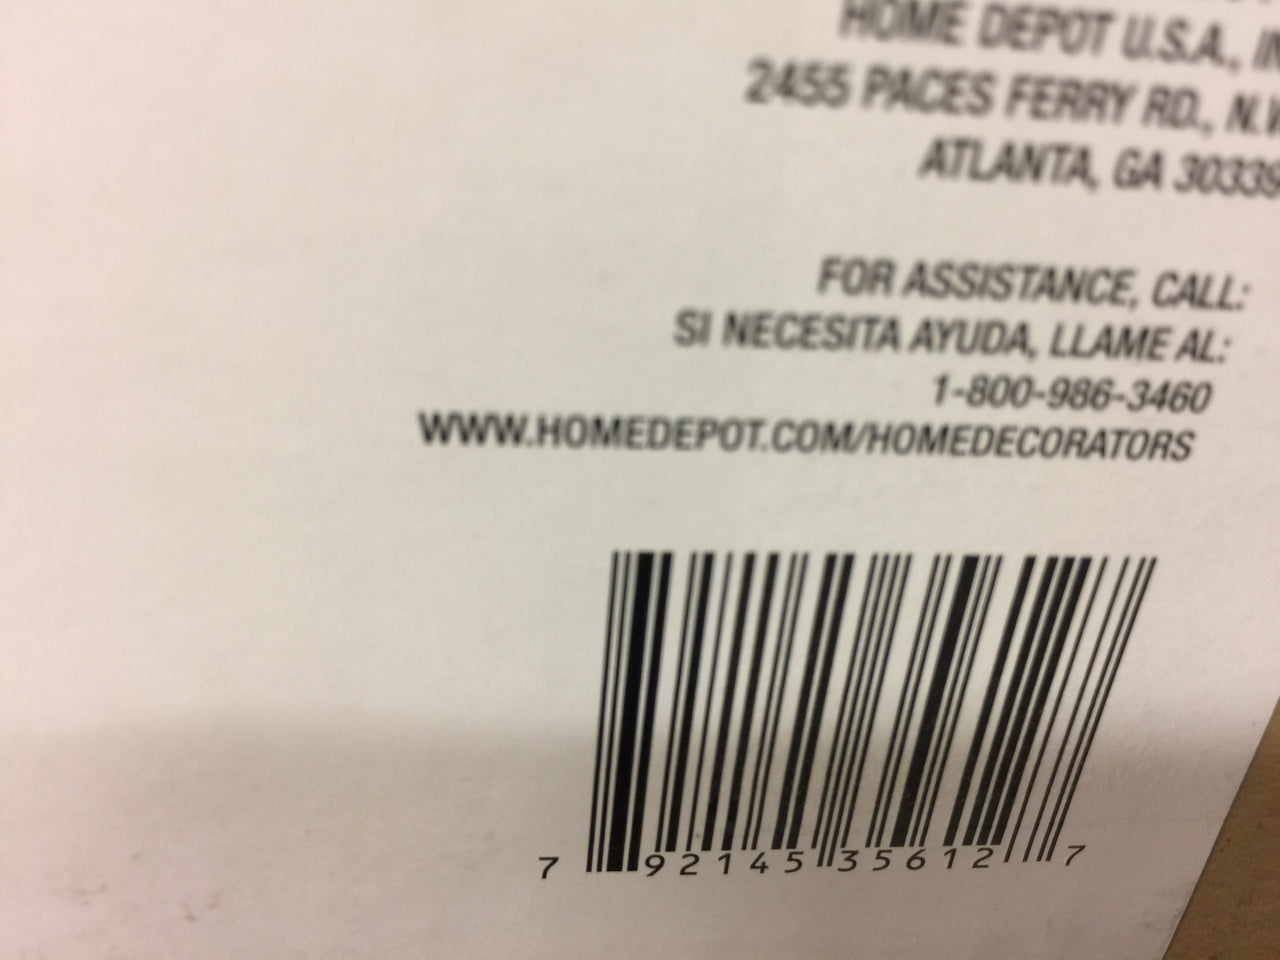 HOME DEPOT U.S.A.,
2455 PACES FERRY RD.,
ATLANTA, GA 30339
FOR ASSISTANCE, CALL:
SI NECESITA AYUDA, LLAME AL:
1-800-986-3460
WWW.HOMEDEPOT.COM/HOMEDECORATORS
7 92145 35612 7